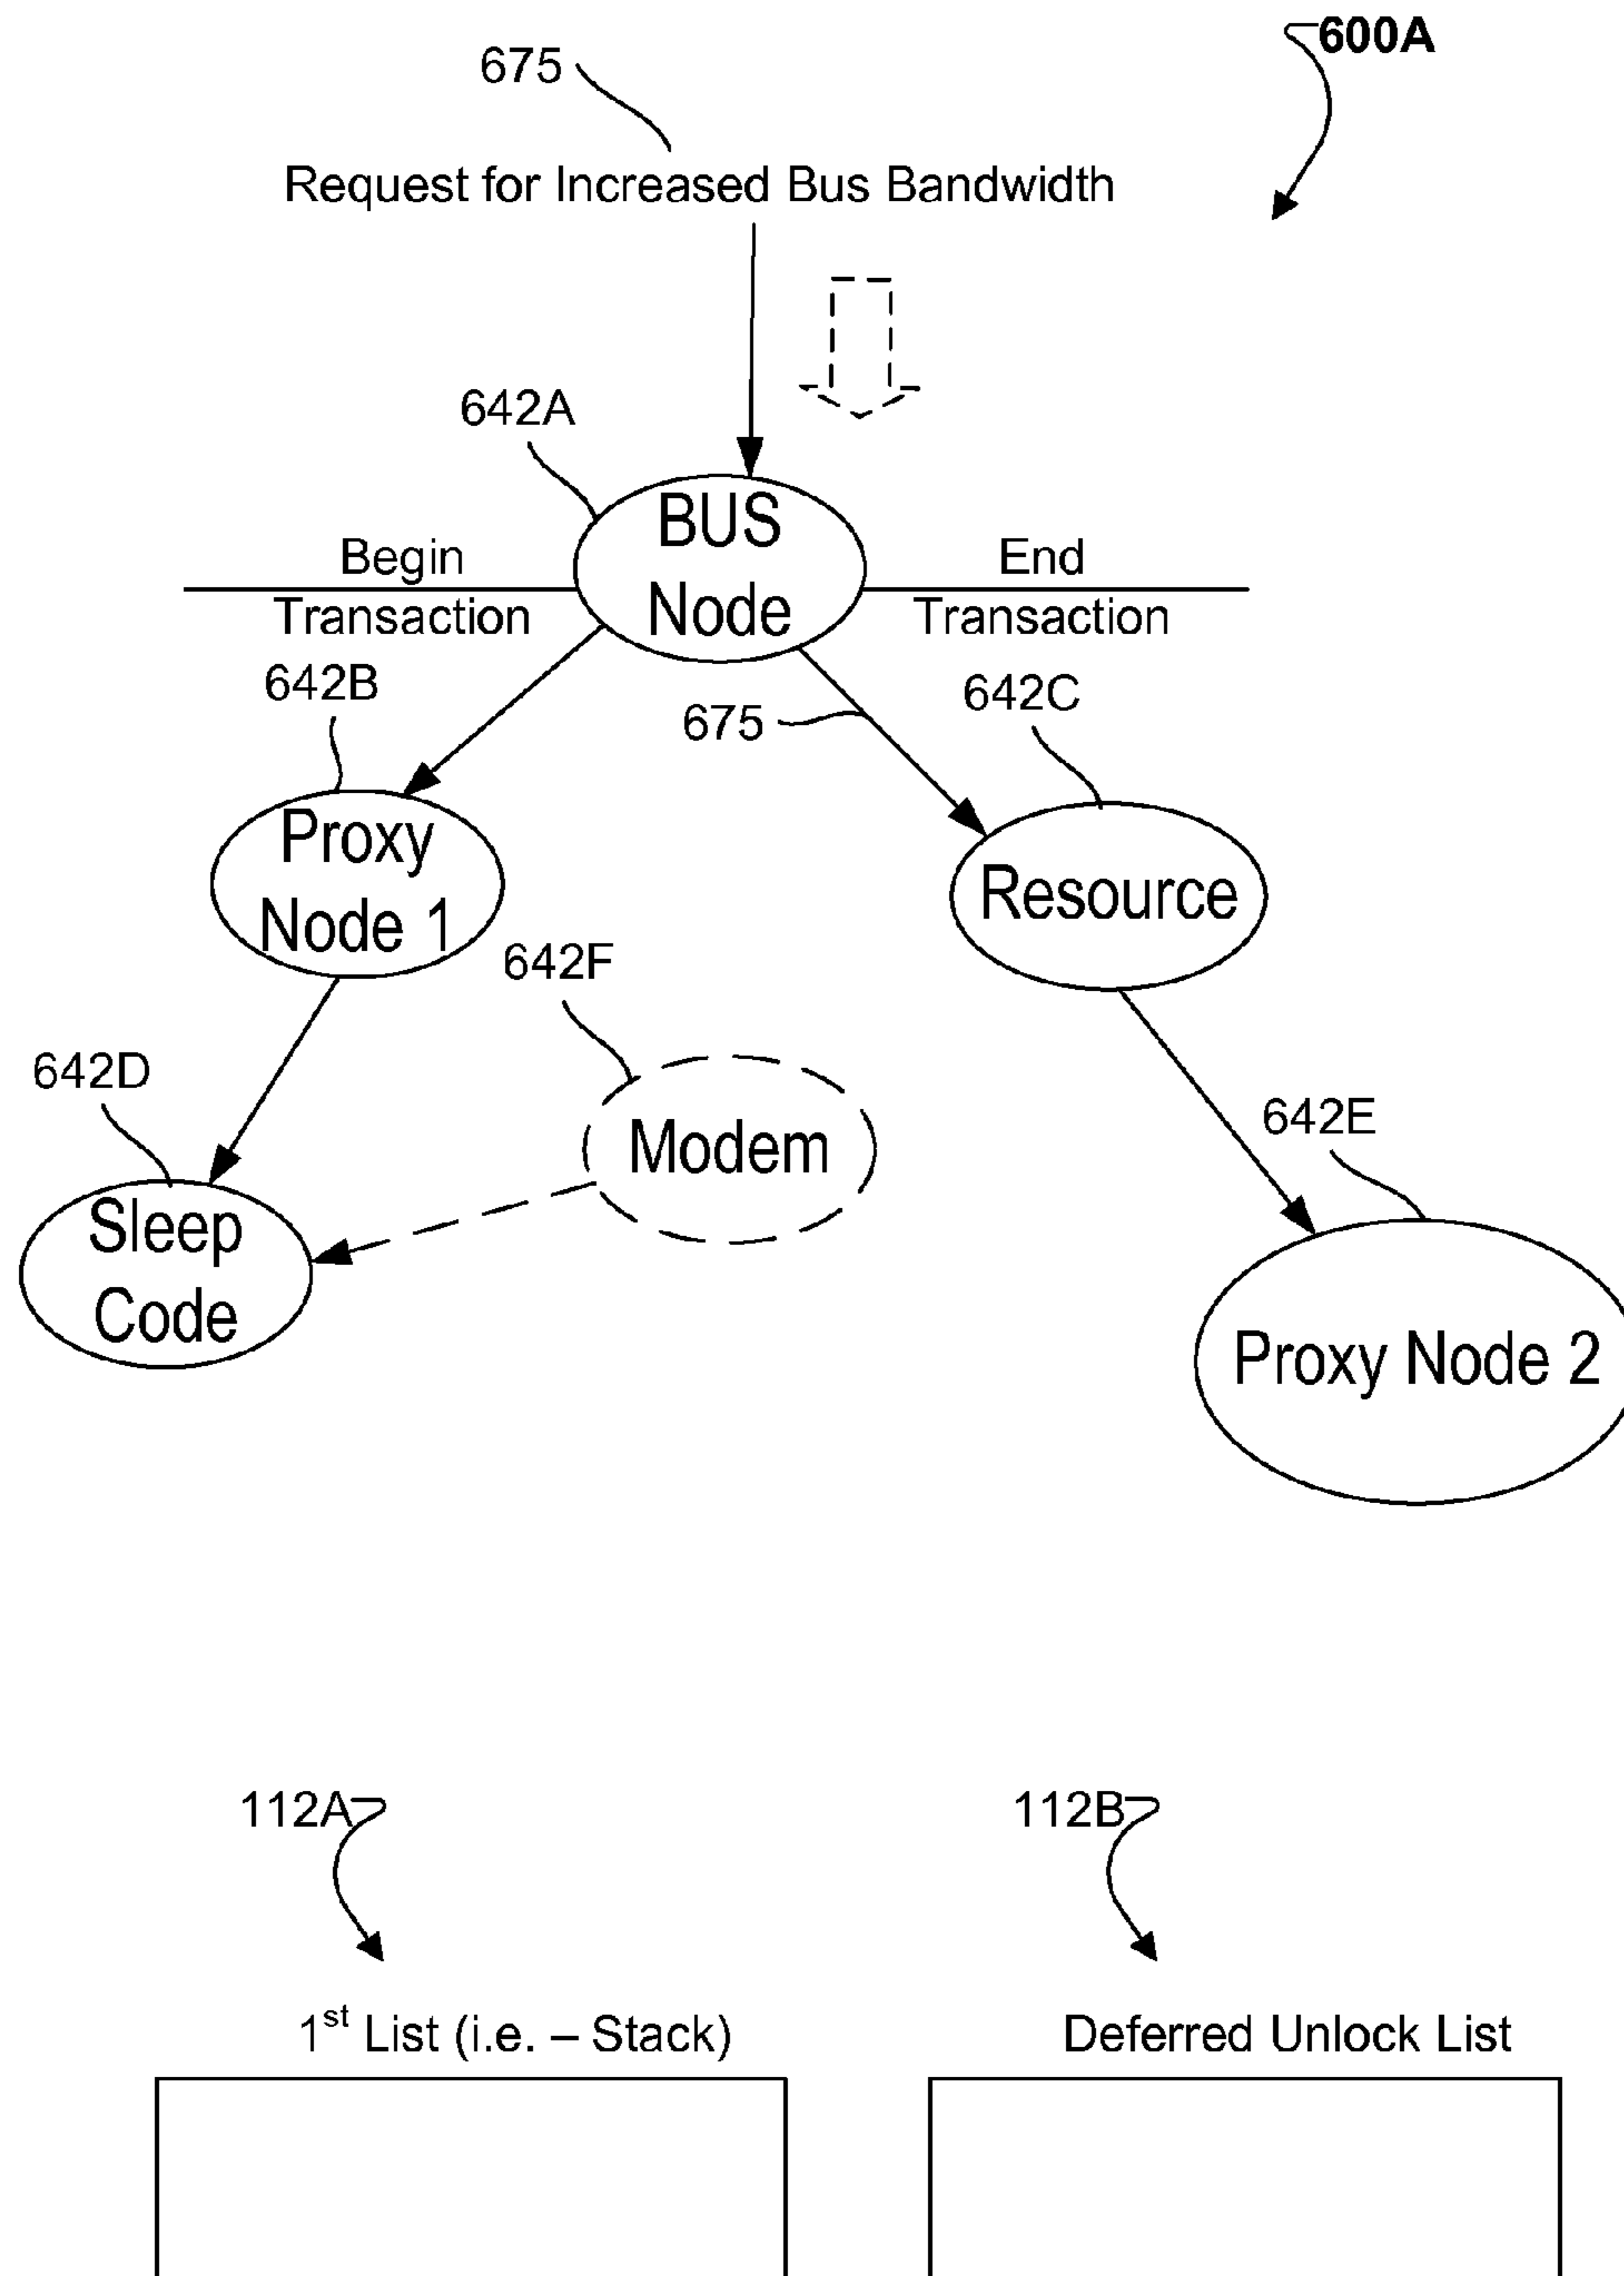 600A
675
Request for Increased Bus Bandwidth
642A
BUS
Node
Begin
Transaction
End
Transaction
642B
675
642C
Proxy
Node 1
Resource
642F
642D
Modem
642E
Sleep
Code
Proxy Node 2
112A
112B
1st List (i.e. – Stack)
Deferred Unlock List